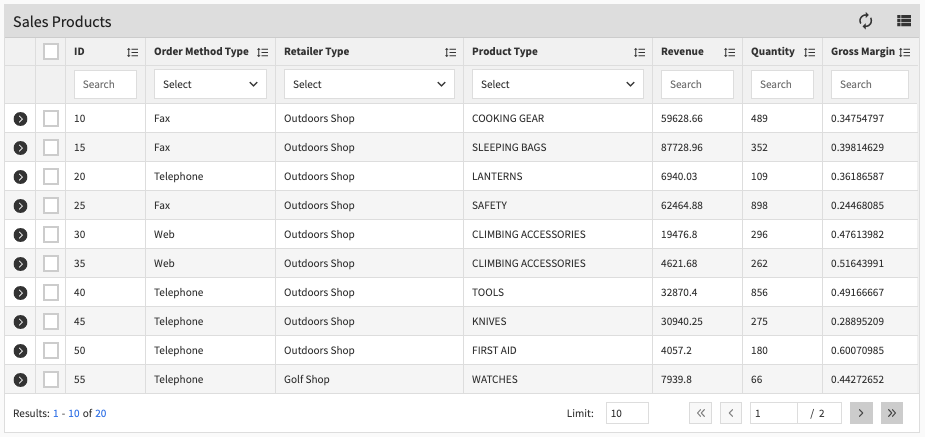 Sales Products
ID Order Method Type Retailer Type Product Type Revenue Quantity Gross Margin
Search Select Select Select Search Search Search
10 Fax Outdoors Shop COOKING GEAR 59628.66 489 0.34754797
15 Fax Outdoors Shop SLEEPING BAGS 87728.96 352 0.39814629
20 Telephone Outdoors Shop LANTERNS 6940.03 109 0.36186587
25 Fax Outdoors Shop SAFETY 62464.88 898 0.24468085
30 Web Outdoors Shop CLIMBING ACCESSORIES 19476.8 296 0.47613982
35 Web Outdoors Shop CLIMBING ACCESSORIES 4621.68 262 0.51643991
40 Telephone Outdoors Shop TOOLS 32870.4 856 0.49166667
45 Telephone Outdoors Shop KNIVES 30940.25 275 0.28895209
50 Telephone Outdoors Shop FIRST AID 4057.2 180 0.60070985
55 Telephone Golf Shop WATCHES 7939.8 66 0.44272652
Results: 1 - 10 of 20 Limit: 10 1 / 2